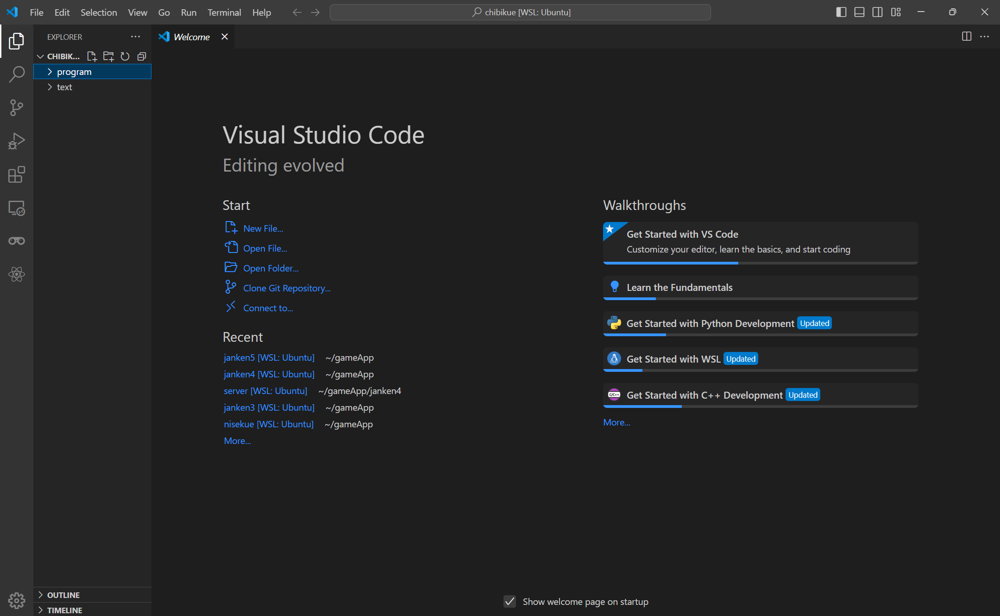 File Edit Selection View Go Run Terminal Help
chibikue [WSL: Ubuntu]
EXPLORER
Welcome
CHIBIK...
program
text
Visual Studio Code
Editing evolved
Start
New File...
Open File...
Open Folder...
Clone Git Repository...
Connect to...
Recent
janken5 [WSL: Ubuntu] ~/gameApp
janken4 [WSL: Ubuntu] ~/gameApp
server [WSL: Ubuntu] ~/gameApp/janken4
janken3 [WSL: Ubuntu] ~/gameApp
nisekue [WSL: Ubuntu] ~/gameApp
More...
Walkthroughs
Get Started with VS Code
Customize your editor, learn the basics, and start coding
Learn the Fundamentals
Get Started with Python Development Updated
Get Started with WSL Updated
C/C++ Get Started with C++ Development Updated
More...
OUTLINE
TIMELINE
Show welcome page on startup